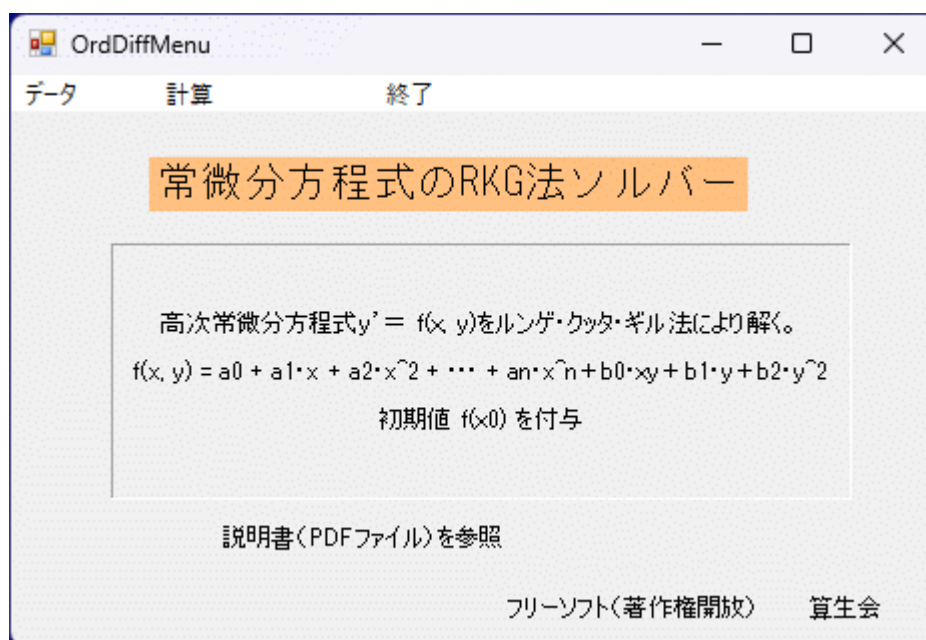 OrdDiffMenu
データ 計算 終了
常微分方程式のRKG法ソルバー
高次常微分方程式y’= f(x, y)をルンゲ・クッタ・ギル法により解く。
f(x, y) = a0 + a1・x + a2・x^2 + ・・・ + an・x^n+b0・xy+b1・y+b2・y^2
初期値 f(x0) を付与
説明書(PDFファイル)を参照
フリーソフト(著作権開放) 算生会